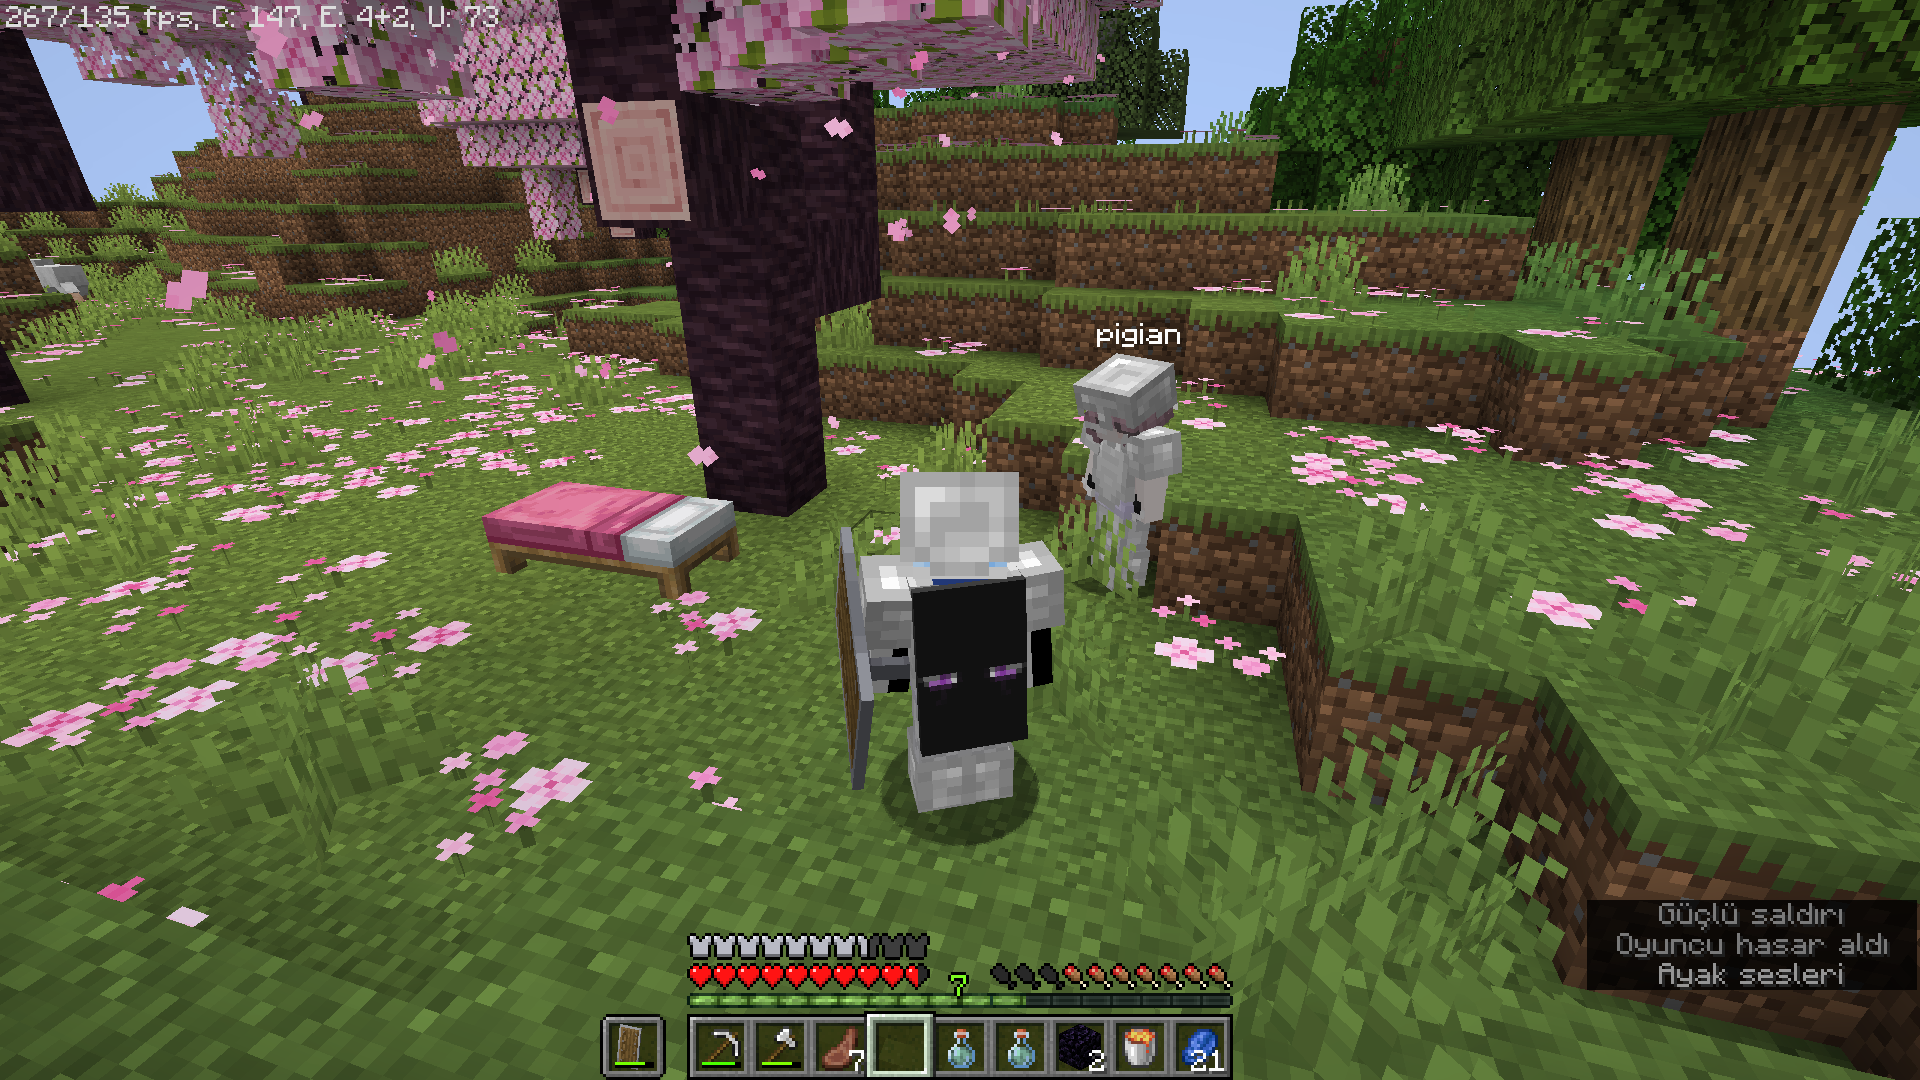 267/135 fps, C: 147, E: 4+2, U: 73
pigian
Güçlü saldırı
Oyuncu hasar aldı
Ayak sesleri
7
7
2
21